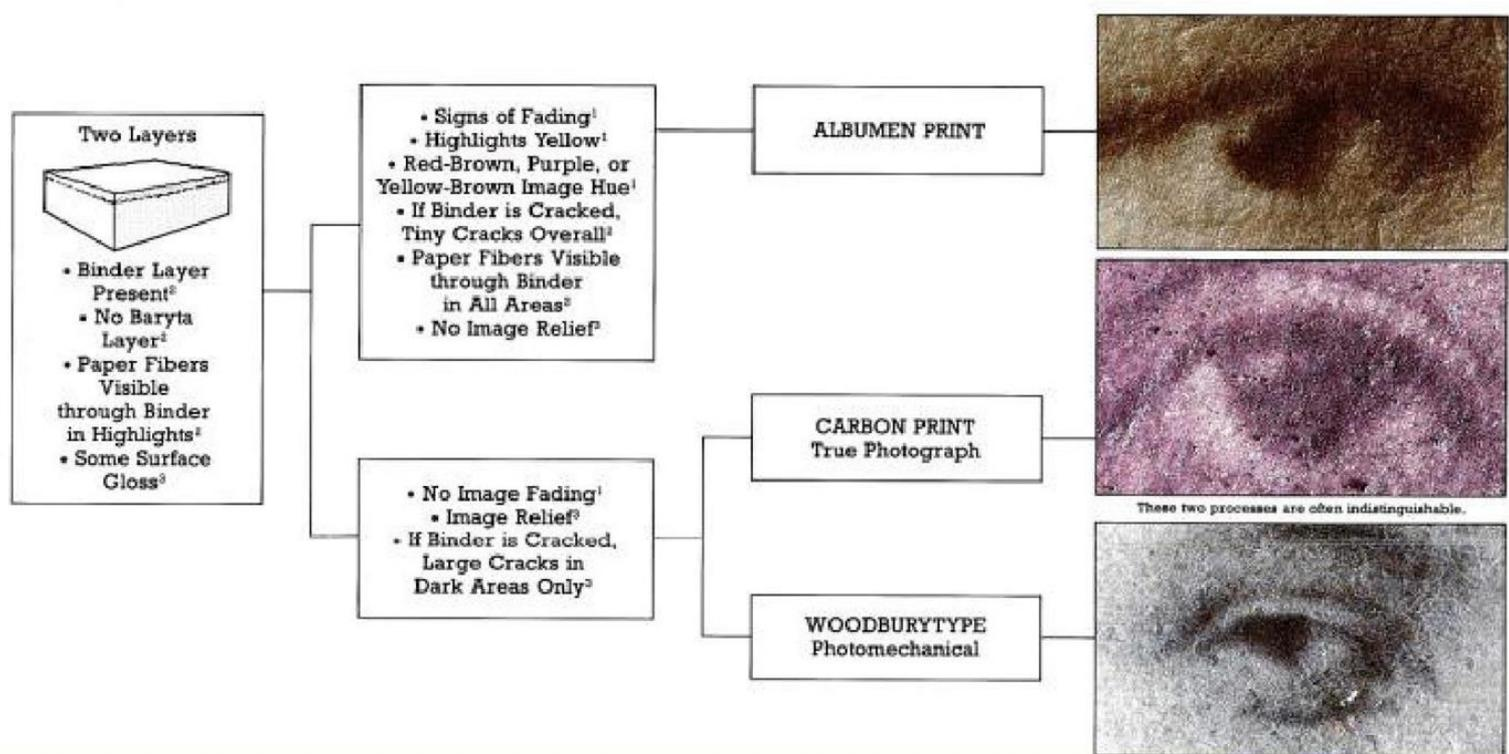 Two Layers
• Binder Layer
Present²
• No Baryta
Layer²
• Paper Fibers
Visible
through Binder
in Highlights²
• Some Surface
Gloss³
• Signs of Fading¹
• Highlights Yellow¹
• Red-Brown, Purple, or
Yellow-Brown Image Hue¹
• If Binder is Cracked,
Tiny Cracks Overall²
• Paper Fibers Visible
through Binder
in All Areas²
• No Image Relief³
ALBUMEN PRINT
• No Image Fading¹
• Image Relief³
• If Binder is Cracked,
Large Cracks in
Dark Areas Only³
CARBON PRINT
True Photograph
These two processes are often indistinguishable.
WOODBURYTYPE
Photomechanical